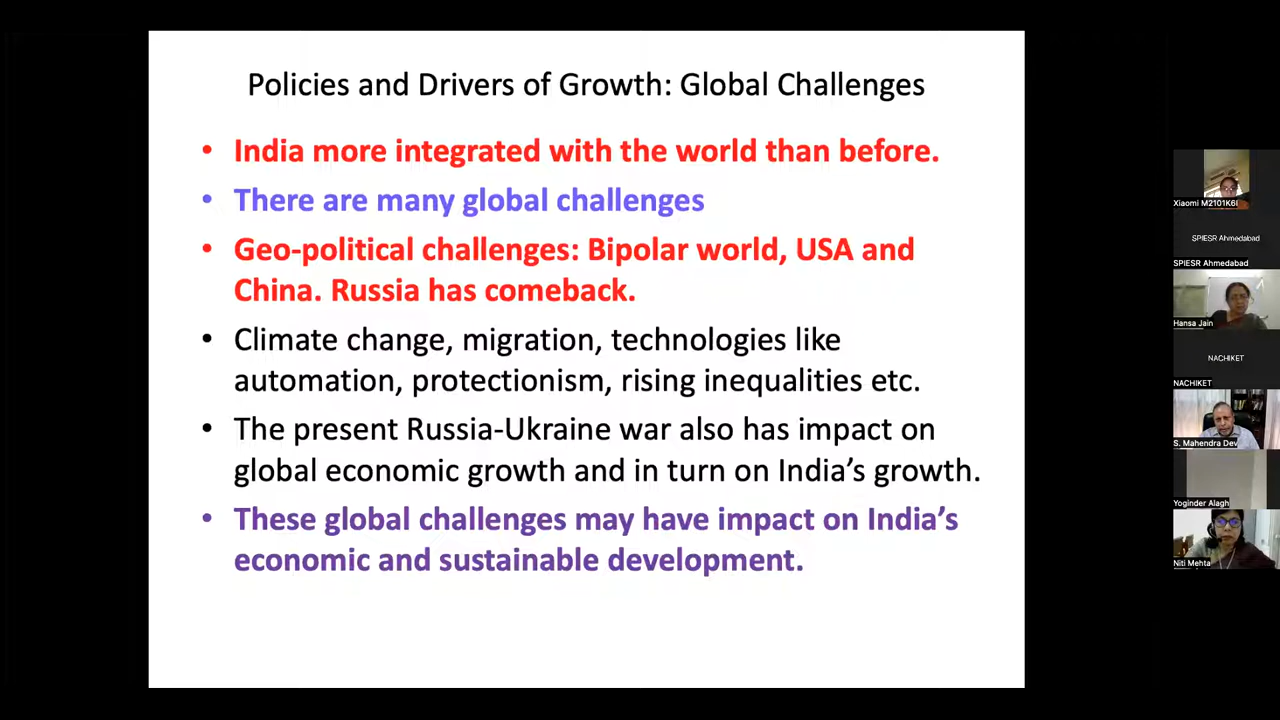 Policies and Drivers of Growth: Global Challenges
• India more integrated with the world than before.
• There are many global challenges
• Geo-political challenges: Bipolar world, USA and
China. Russia has comeback.
• Climate change, migration, technologies like
automation, protectionism, rising inequalities etc.
• The present Russia-Ukraine war also has impact on
global economic growth and in turn on India's growth.
• These global challenges may have impact on India's
economic and sustainable development.
Xiaomi M2101K6
SPIESR Ahmedabad
SPIESR Ahmedabad
Hansa Jain
NACHIKET
NACHIKET
S. Mahendra Dev
Yoginder Alagh
Niti Mehta